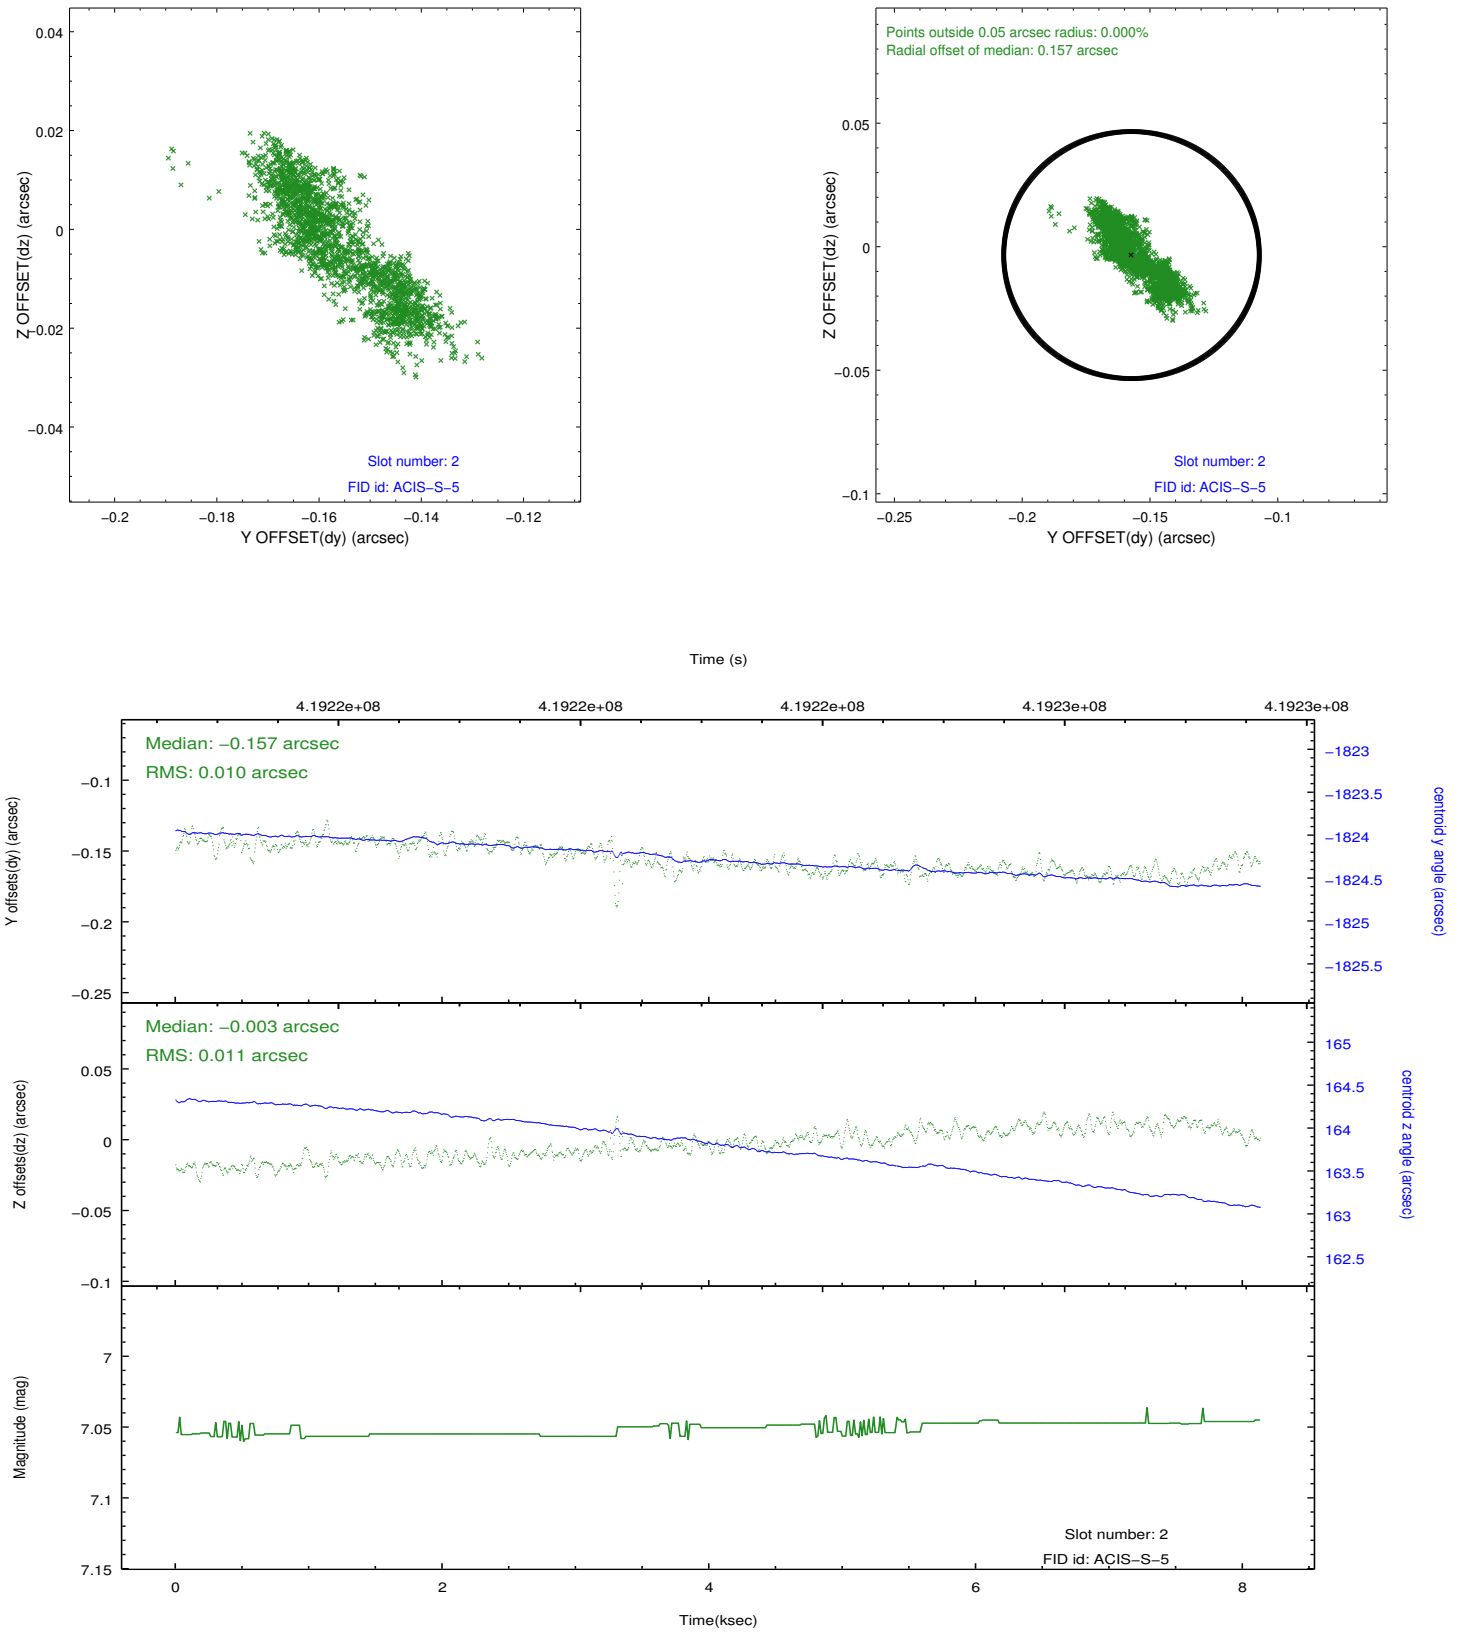 0.04
0.02
0
−0.02
−0.04
Z OFFSET(dz) (arcsec)
Slot number: 2
FID id: ACIS−S−5
−0.2
−0.18
−0.16
−0.14
−0.12
Y OFFSET(dy) (arcsec)
Points outside 0.05 arcsec radius: 0.000%
Radial offset of median: 0.157 arcsec
0.05
0
−0.05
−0.1
Z OFFSET(dz) (arcsec)
Slot number: 2
FID id: ACIS−S−5
−0.25
−0.2
−0.15
−0.1
Y OFFSET(dy) (arcsec)
Time (s)
4.1922e+08
4.1922e+08
4.1922e+08
4.1923e+08
4.1923e+08
Median: −0.157 arcsec
RMS: 0.010 arcsec
−0.1
−0.15
−0.2
−0.25
Y offsets(dy) (arcsec)
−1823
−1823.5
−1824
−1824.5
−1825
−1825.5
centroid y angle (arcsec)
Median: −0.003 arcsec
RMS: 0.011 arcsec
0.05
0
−0.05
−0.1
Z offsets(dz) (arcsec)
165
164.5
164
163.5
163
162.5
centroid z angle (arcsec)
7
7.05
7.1
7.15
Magnitude (mag)
Slot number: 2
FID id: ACIS−S−5
0
2
4
6
8
Time(ksec)